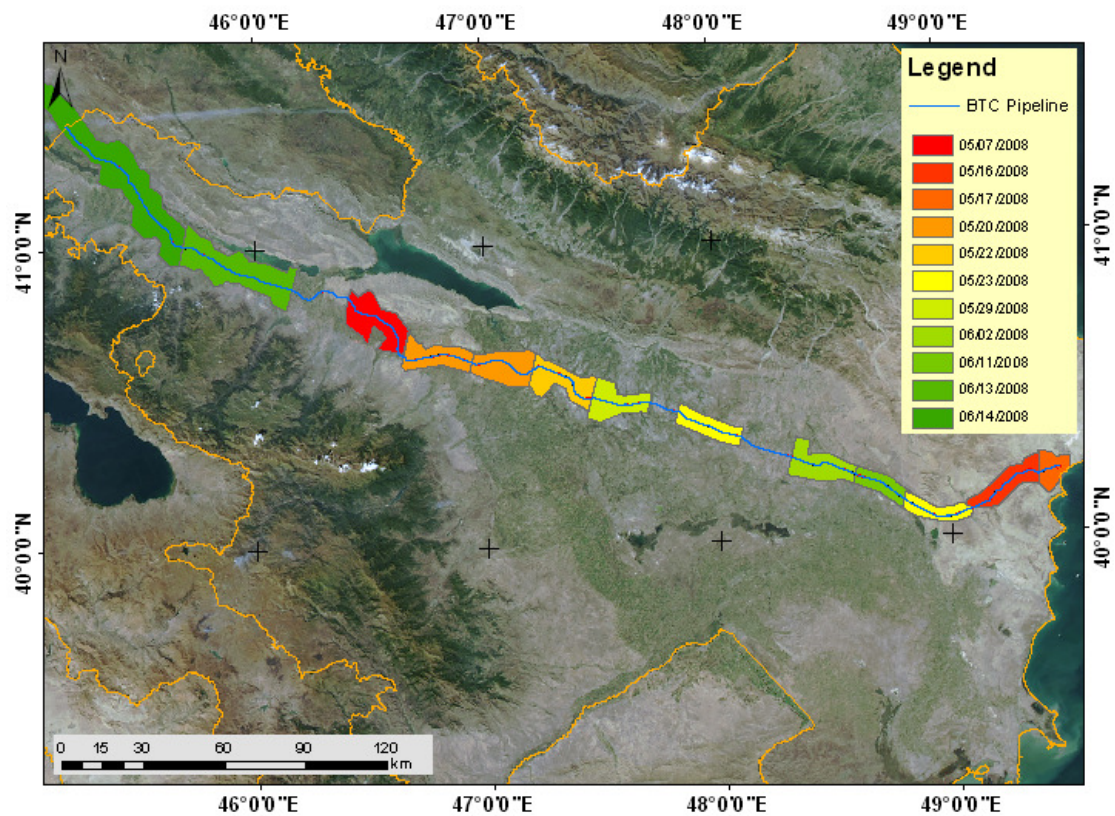 46°0'0"E 47°0'0"E 48°0'0"E 49°0'0"E
N
Legend
BTC Pipeline
05/07/2008
05/16/2008
05/17/2008
05/20/2008
05/22/2008
05/23/2008
05/29/2008
06/02/2008
06/11/2008
06/13/2008
06/14/2008
41°0'0"N
41°0'0"N
40°0'0"N
40°0'0"N
0 15 30 60 90 120
km
46°0'0"E 47°0'0"E 48°0'0"E 49°0'0"E